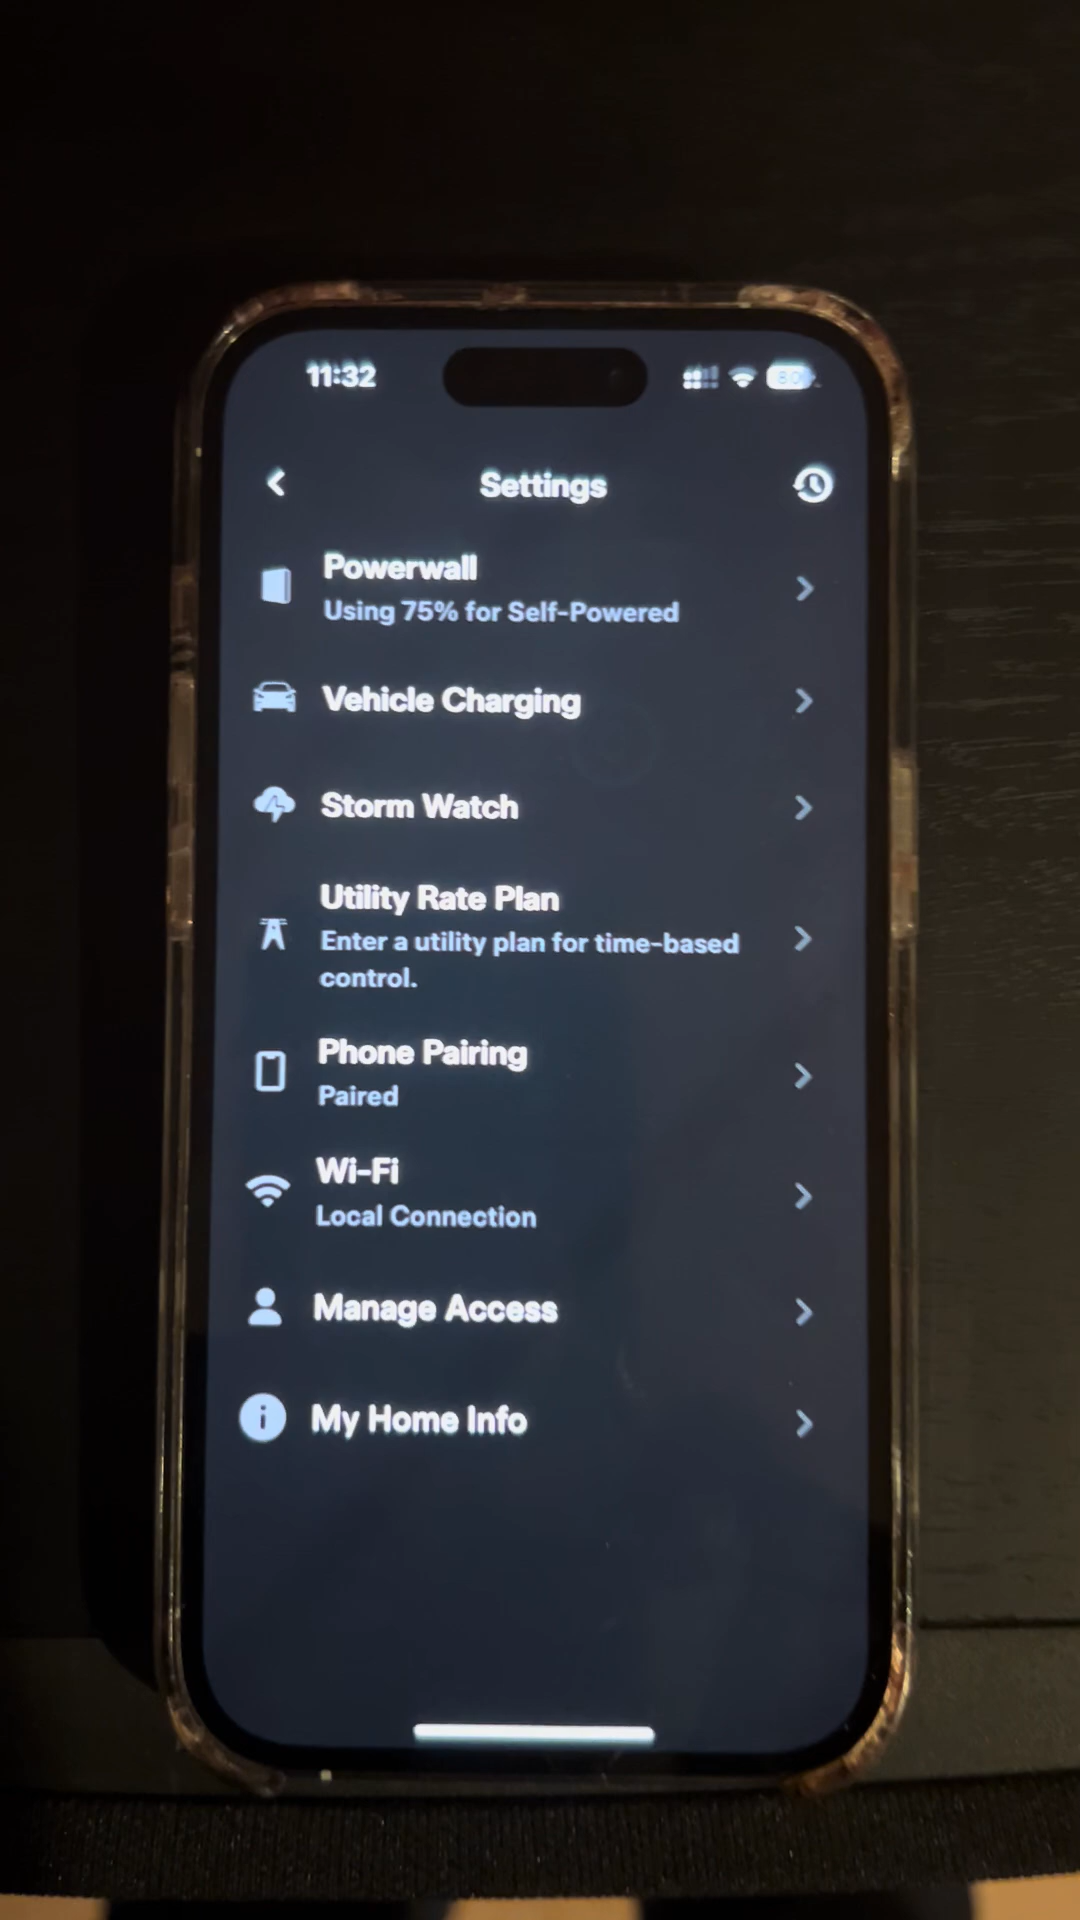 11:32
80
Settings
Powerwall
Using 75% for Self-Powered
Vehicle Charging
Storm Watch
Utility Rate Plan
Enter a utility plan for time-based
control.
Phone Pairing
Paired
Wi-Fi
Local Connection
Manage Access
My Home Info